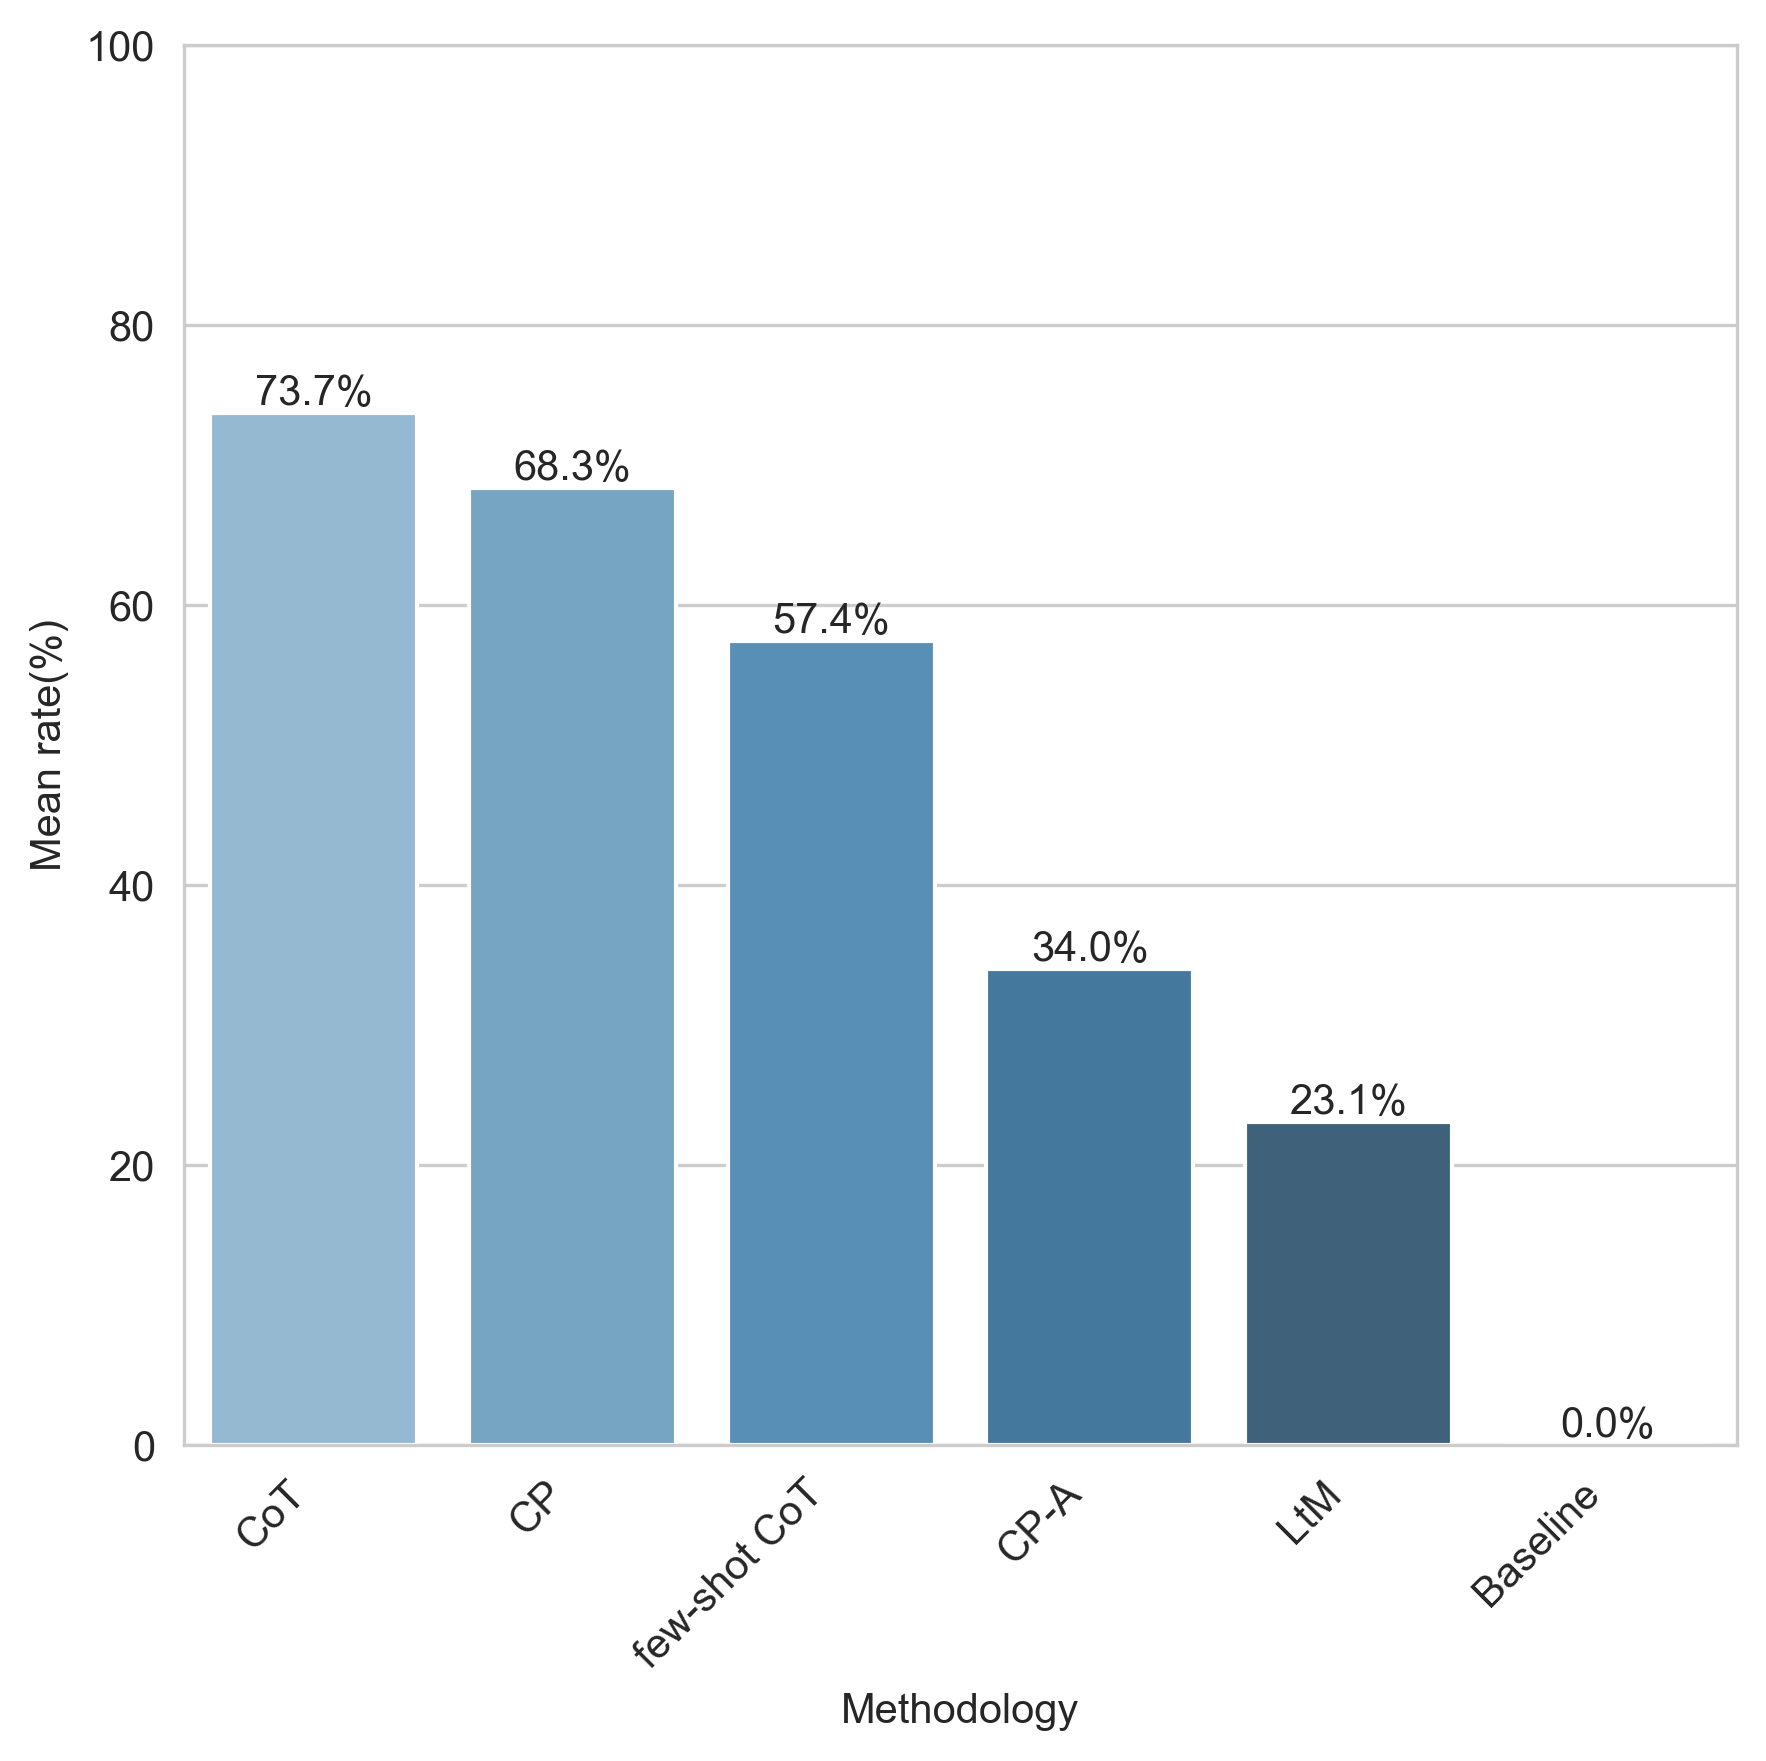 100
80
60
40
20
0
Mean rate(%)
73.7%
68.3%
57.4%
34.0%
23.1%
0.0%
CoT
CP
few-shot CoT
CP-A
LtM
Baseline
Methodology